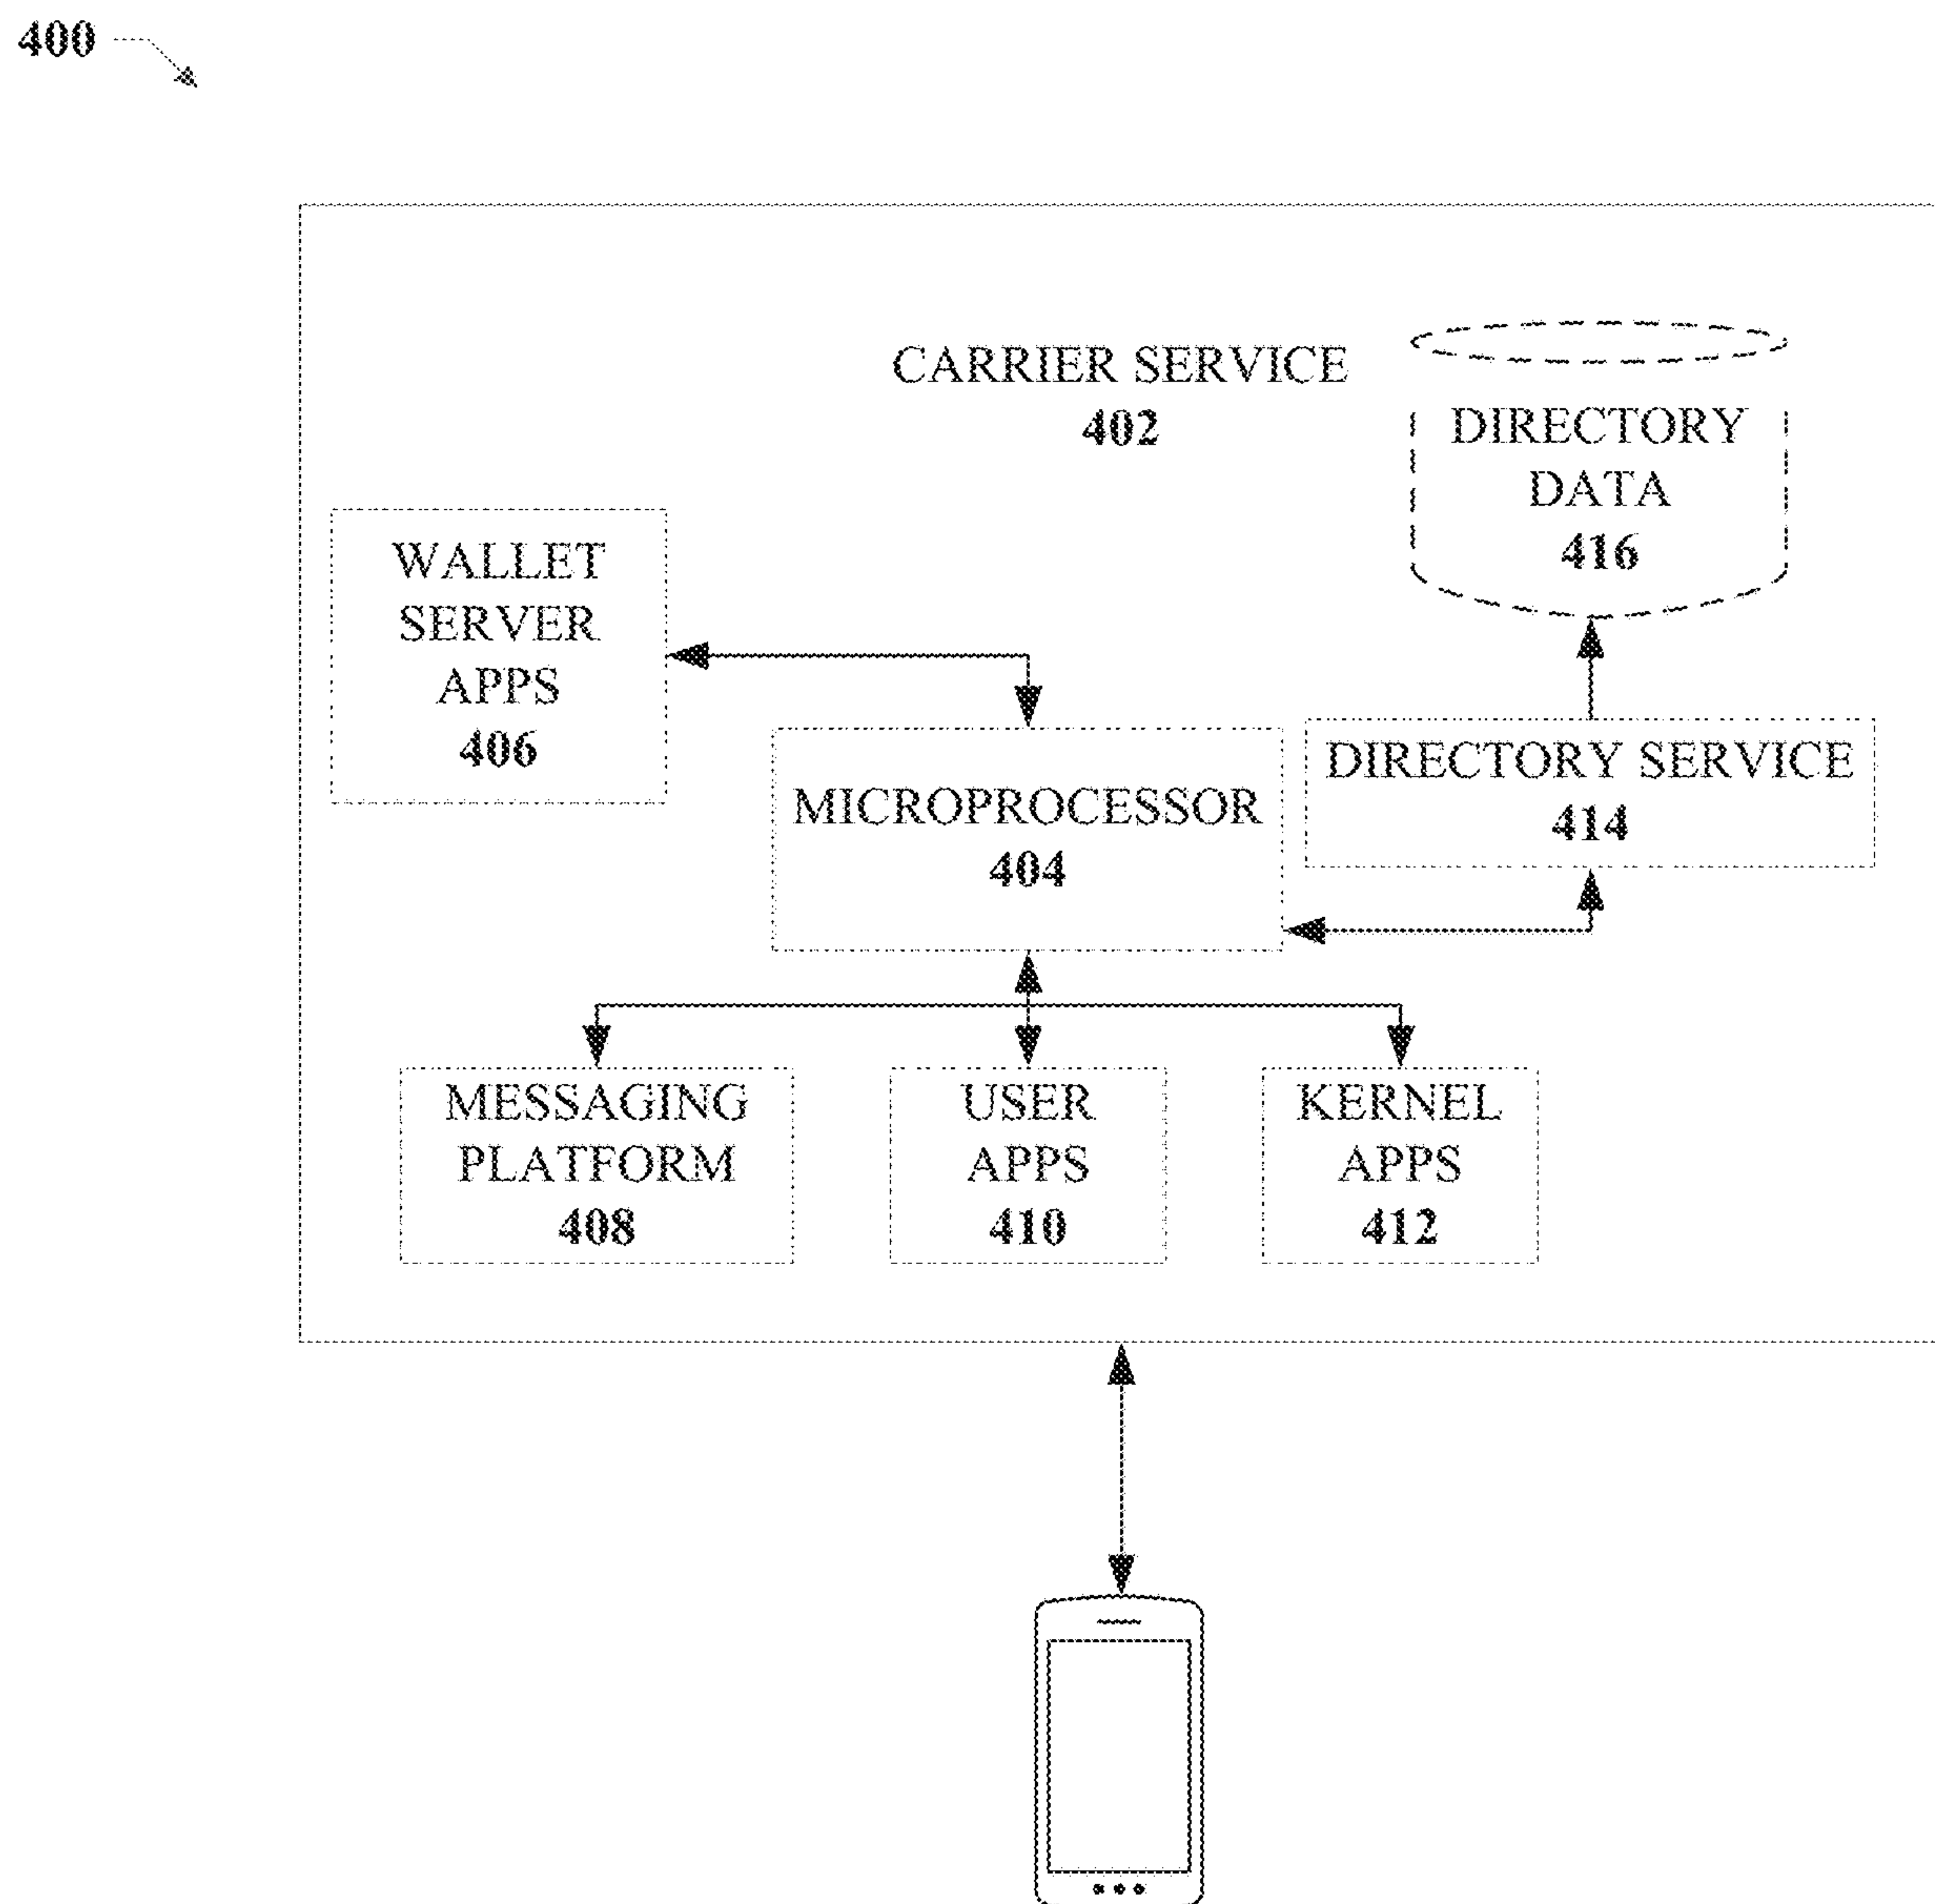 400
CARRIER SERVICE
402
DIRECTORY
DATA
416
WALLET
SERVER
APPS
406
MICROPROCESSOR
404
DIRECTORY SERVICE
414
MESSAGING
PLATFORM
408
USER
APPS
410
KERNEL
APPS
412